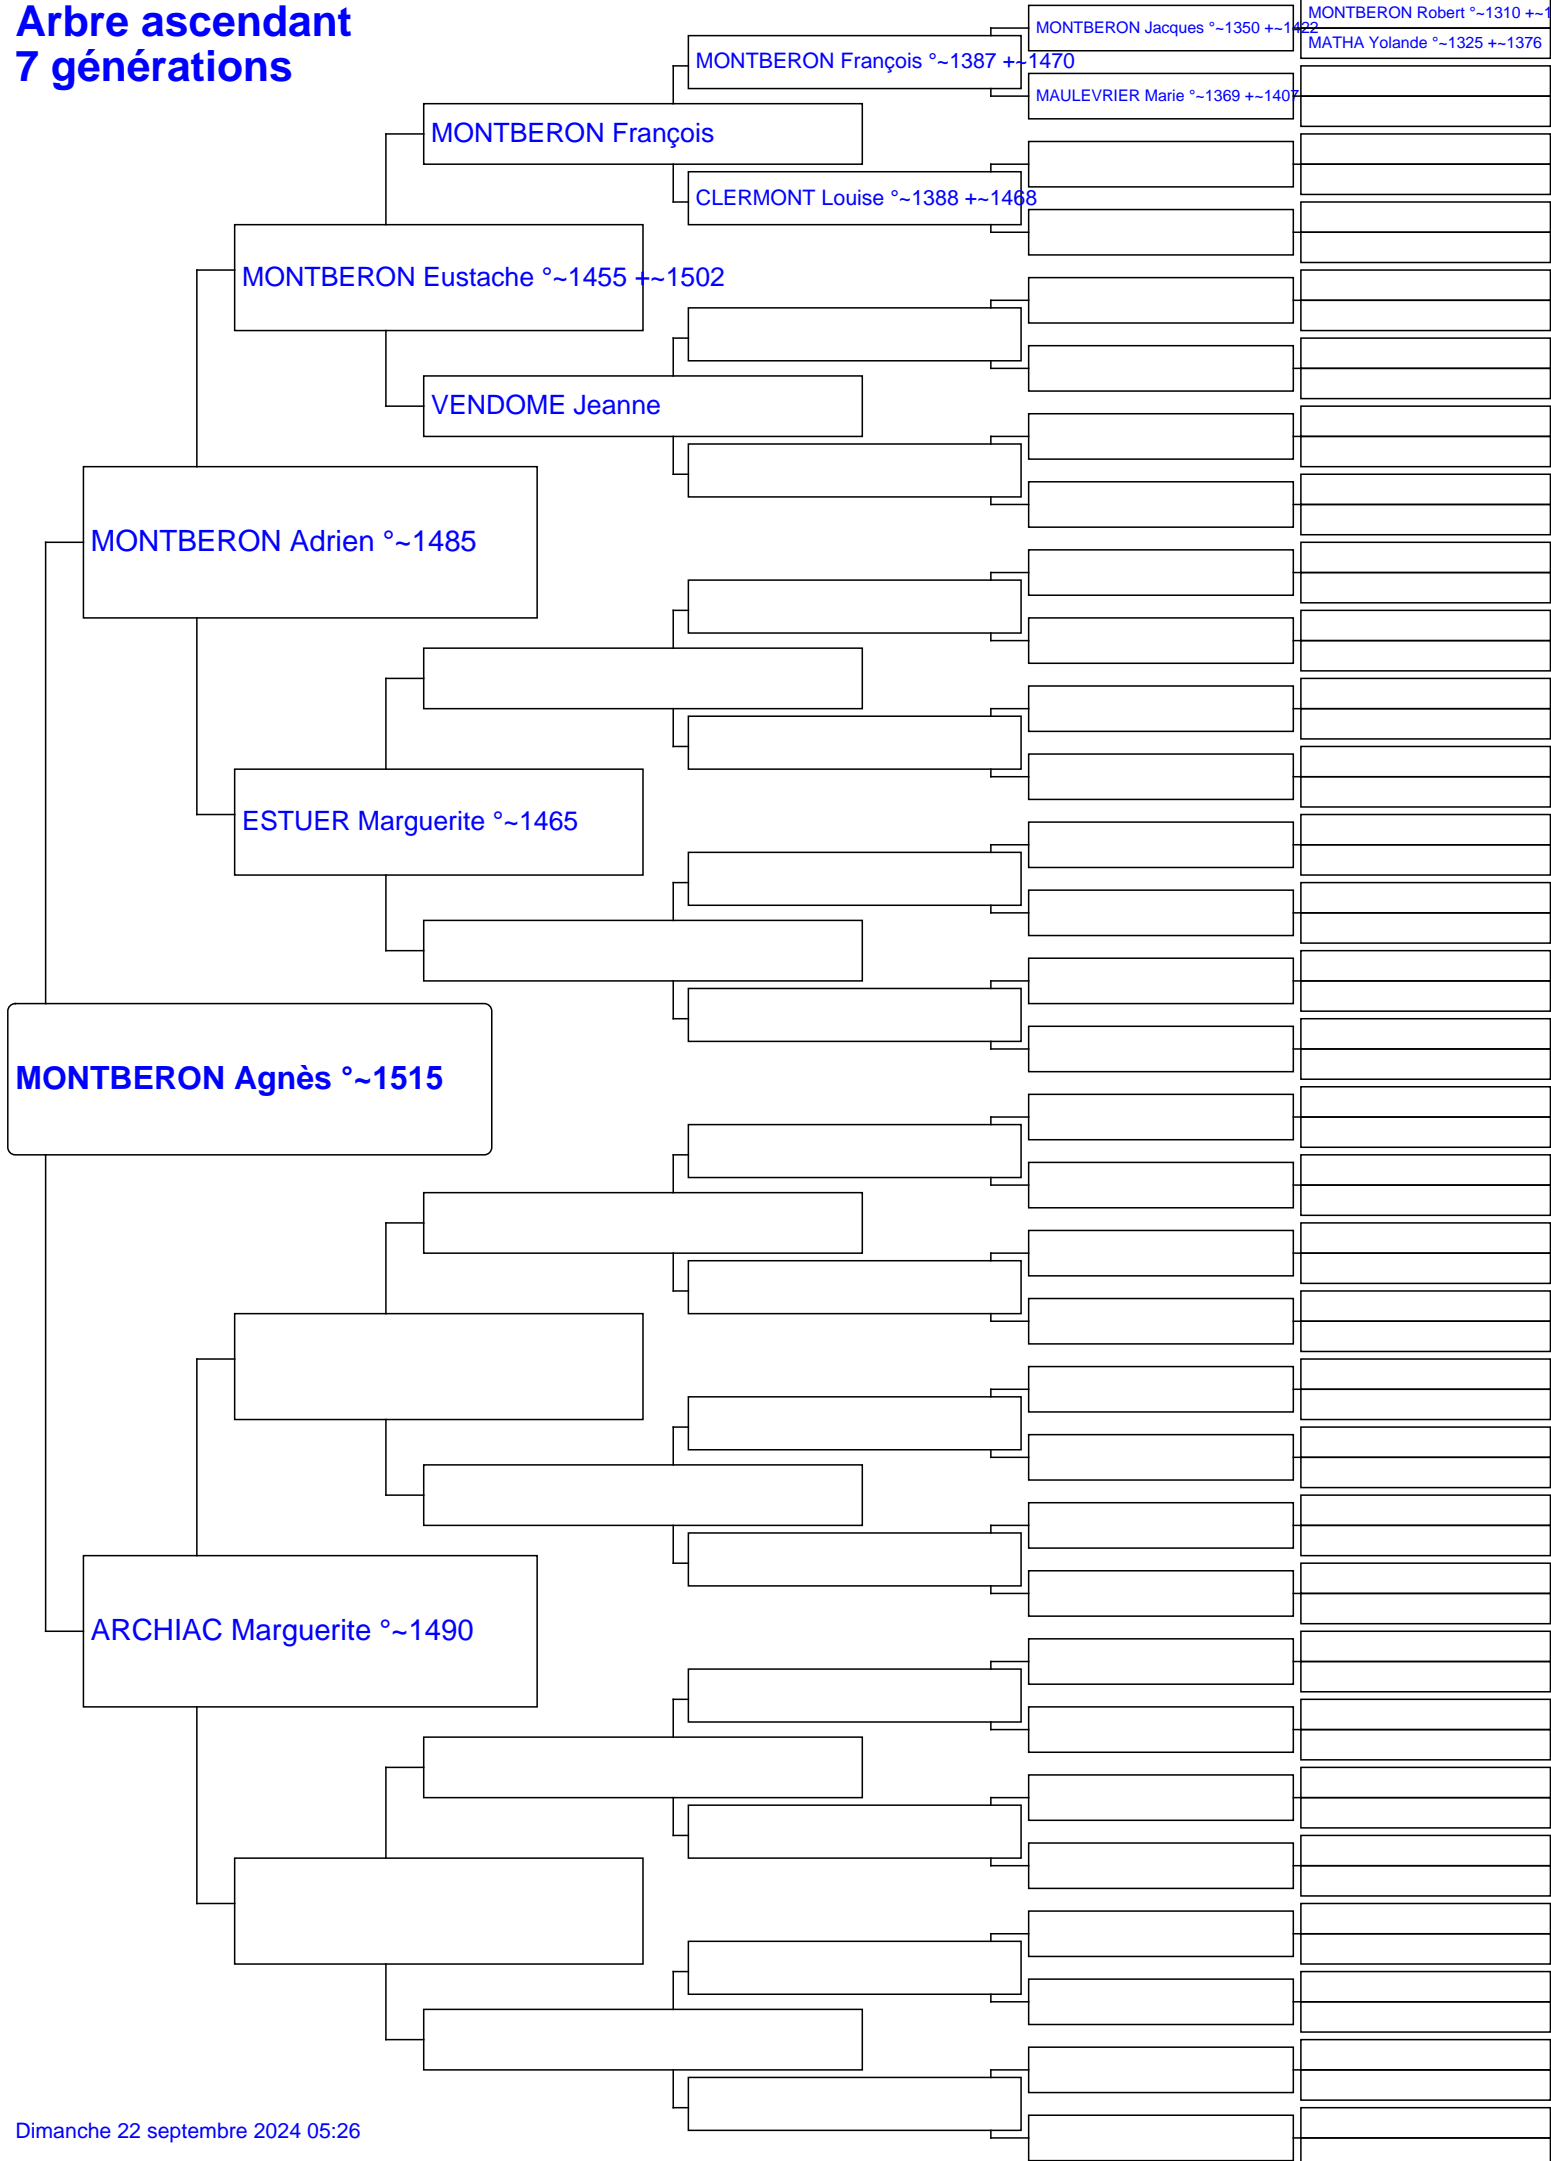 Arbre ascendant
7 générations
MONTBERON Robert °~1310 +~1
MONTBERON Jacques °~1350 +~1422
MATHA Yolande °~1325 +~1376
MONTBERON François °~1387 +~1470
MAULEVRIER Marie °~1369 +~1407
MONTBERON François
CLERMONT Louise °~1388 +~1468
MONTBERON Eustache °~1455 +~1502
VENDOME Jeanne
MONTBERON Adrien °~1485
ESTUER Marguerite °~1465
MONTBERON Agnès °~1515
ARCHIAC Marguerite °~1490
Dimanche 22 septembre 2024 05:26